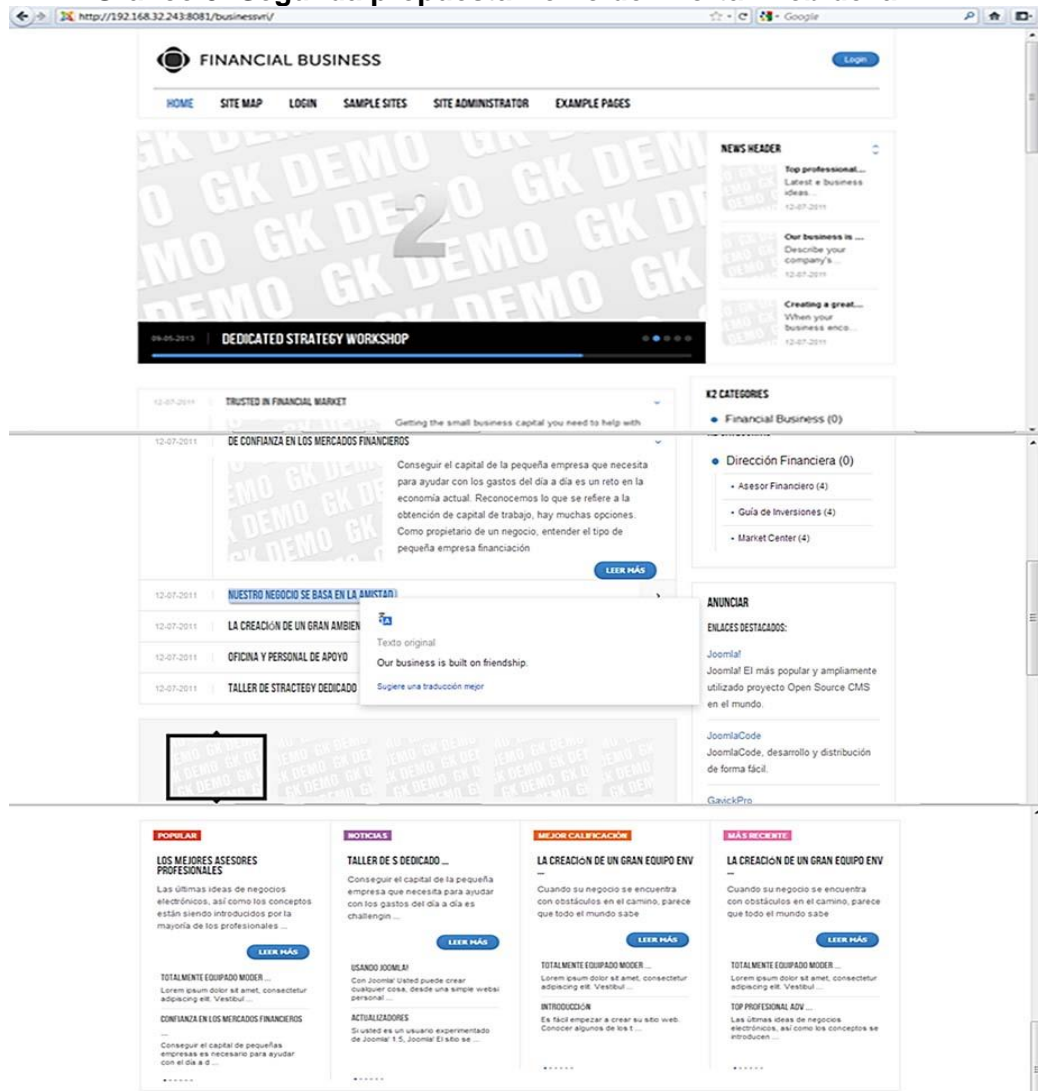 http://192.168.32.243:8081/businessvri/
Google
FINANCIAL BUSINESS
Login
HOME SITE MAP LOGIN SAMPLE SITES SITE ADMINISTRATOR EXAMPLE PAGES
GK DEMO
2
09-05-2013 DEDICATED STRATEGY WORKSHOP
NEWS HEADER
Top professional...
Latest e business
ideas...
12-07-2011
Our business is ....
Describe your
company's ...
12-07-2011
Creating a great....
When your
business enco...
12-07-2011
12-07-2011 TRUSTED IN FINANCIAL MARKET
Getting the small business capital you need to help with
K2 CATEGORIES
Financial Business (0)
12-07-2011 DE CONFIANZA EN LOS MERCADOS FINANCIEROS
Conseguir el capital de la pequeña empresa que necesita
para ayudar con los gastos del día a día es un reto en la
economía actual. Reconocemos lo que se refiere a la
obtención de capital de trabajo, hay muchas opciones.
Como propietario de un negocio, entender el tipo de
pequeña empresa financiación
LEER MÁS
12-07-2011 NUESTRO NEGOCIO SE BASA EN LA AMISTAD
12-07-2011 LA CREACIÓN DE UN GRAN AMBIEN
12-07-2011 OFICINA Y PERSONAL DE APOYO
12-07-2011 TALLER DE STRACTEGY DEDICADO
Texto original
Our business is built on friendship.
Sugiere una traducción mejor
Dirección Financiera (0)
Asesor Financiero (4)
Guía de Inversiones (4)
Market Center (4)
ANUNCIAR
ENLACES DESTACADOS:
Joomla!
Joomla! El más popular y ampliamente
utilizado proyecto Open Source CMS
en el mundo.
JoomlaCode
JoomlaCode, desarrollo y distribución
de forma fácil.
GavickPro
POPULAR
LOS MEJORES ASESORES
PROFESIONALES
Las últimas ideas de negocios
electrónicos, así como los conceptos
están siendo introducidos por la
mayoría de los profesionales ...
LEER MÁS
TOTALMENTE EQUIPADO MODER ...
Lorem ipsum dolor sit amet, consectetur
adipiscing elit. Vestibul ...
CONFIANZA EN LOS MERCADOS FINANCIEROS
...
Conseguir el capital de pequeñas
empresas es necesario para ayudar
con el día a d ...
NOTICIAS
TALLER DE S DEDICADO ...
Conseguir el capital de la pequeña
empresa que necesita para ayudar
con los gastos del día a día es
challengin ...
LEER MÁS
USANDO JOOMLA!
Con Joomla! Usted puede crear
cualquier cosa, desde una simple websi
personal ...
ACTUALIZADORES
Si usted es un usuario experimentado
de Joomla! 1.5, Joomla! El sitio se ...
MEJOR CALIFICACIÓN
LA CREACIÓN DE UN GRAN EQUIPO ENV
...
Cuando su negocio se encuentra
con obstáculos en el camino, parece
que todo el mundo sabe
LEER MÁS
TOTALMENTE EQUIPADO MODER ...
Lorem ipsum dolor sit amet, consectetur
adipiscing elit. Vestibul ...
INTRODUCCIÓN
Es fácil empezar a crear su sitio web.
Conocer algunos de los t ...
MÁS RECIENTE
LA CREACIÓN DE UN GRAN EQUIPO ENV
...
Cuando su negocio se encuentra
con obstáculos en el camino, parece
que todo el mundo sabe
LEER MÁS
TOTALMENTE EQUIPADO MODER ...
Lorem ipsum dolor sit amet, consectetur
adipiscing elit. Vestibul ...
TOP PROFESIONAL ADV ...
Las últimas ideas de negocios
electrónicos, así como los conceptos se
introducen ...